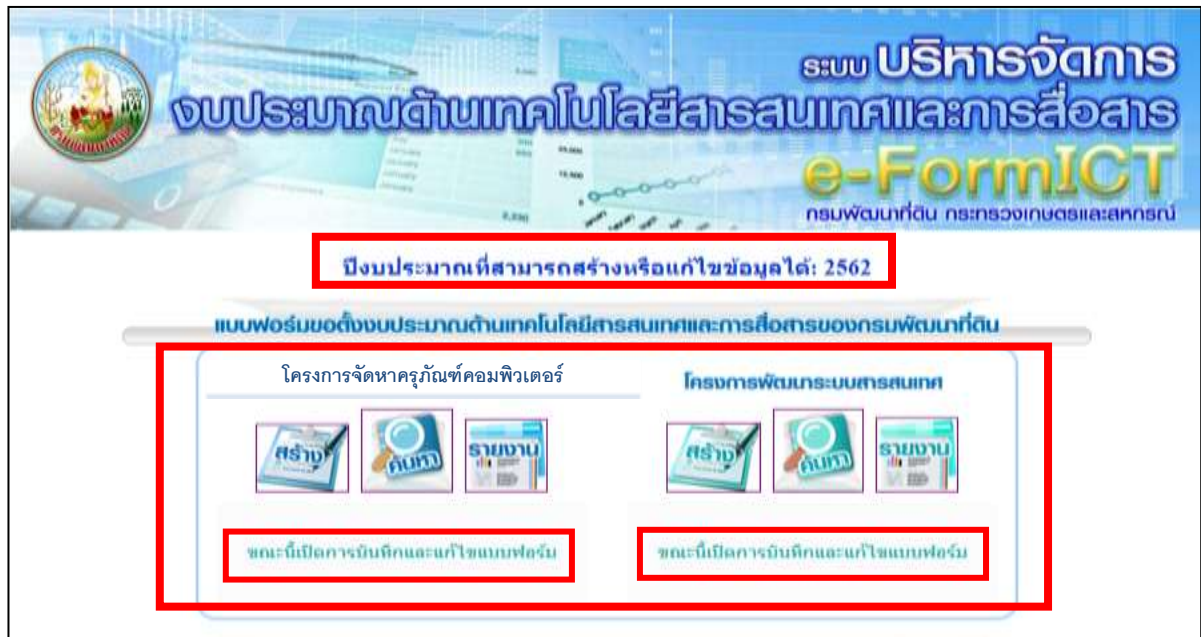 ระบบ บริหารจัดการ
งบประมาณด้านเทคโนโลยีสารสนเทศและการสื่อสาร
e-FormICT
กรมพัฒนาที่ดิน กระทรวงเกษตรและสหกรณ์
ปีงบประมาณที่สามารถสร้างหรือแก้ไขข้อมูลได้: 2562
แบบฟอร์มขอตั้งงบประมาณด้านเทคโนโลยีสารสนเทศและการสื่อสารของกรมพัฒนาที่ดิน
โครงการจัดหาครุภัณฑ์คอมพิวเตอร์
โครงการพัฒนาระบบสารสนเทศ
สร้าง ค้นหา รายงาน
สร้าง ค้นหา รายงาน
ขณะนี้เปิดการบันทึกและแก้ไขแบบฟอร์ม
ขณะนี้เปิดการบันทึกและแก้ไขแบบฟอร์ม